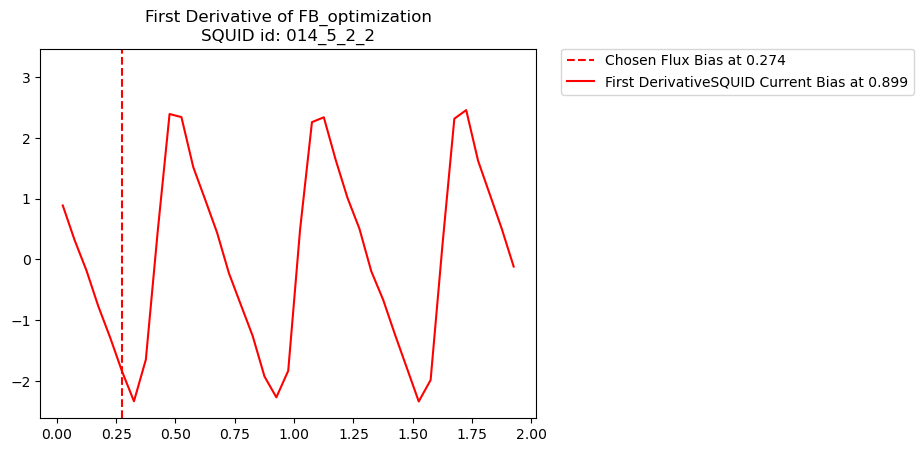 First Derivative of FB_optimization
SQUID id: 014_5_2_2
Chosen Flux Bias at 0.274
First DerivativeSQUID Current Bias at 0.899
3
2
1
0
−1
−2
0.00 0.25 0.50 0.75 1.00 1.25 1.50 1.75 2.00